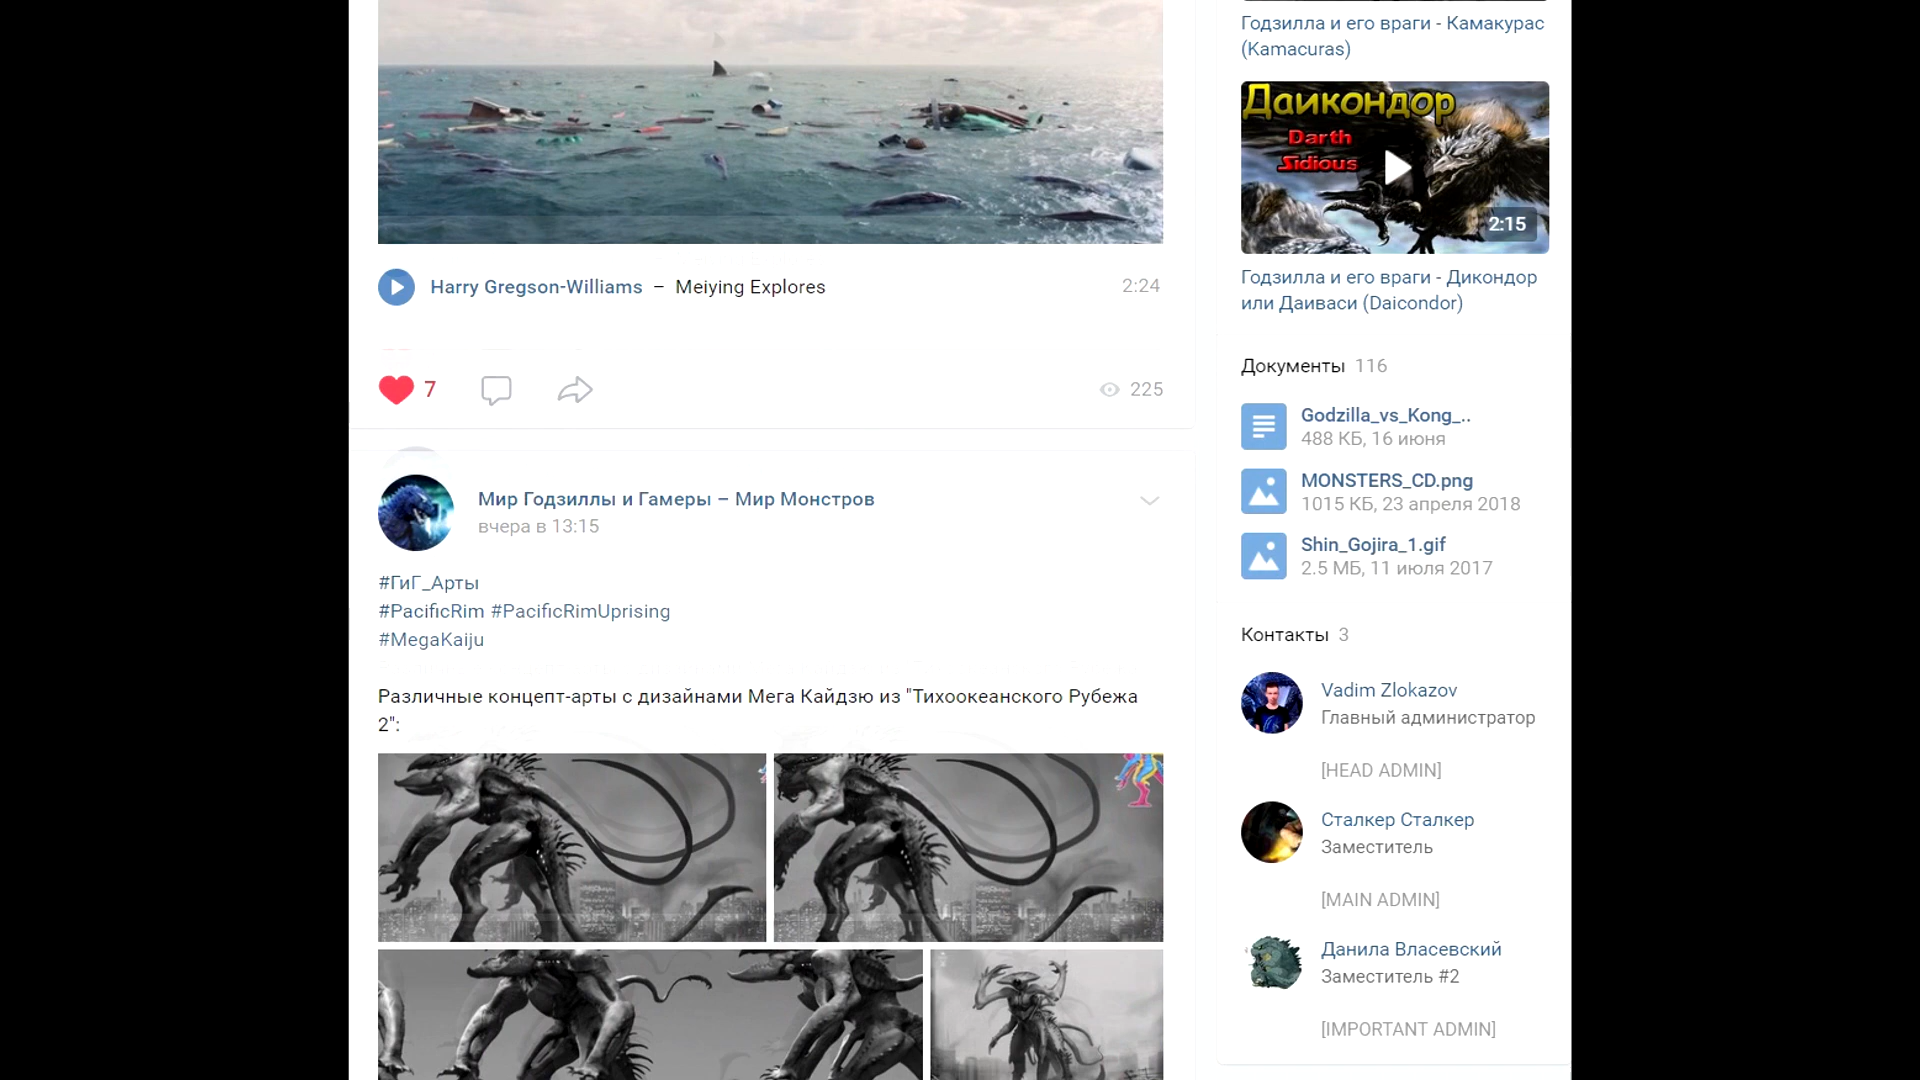 Harry Gregson-Williams – Meiying Explores
2:24
7
225
Мир Годзиллы и Гамеры – Мир Монстров
вчера в 13:15
#ГиГ_Арты
#PacificRim #PacificRimUprising
#MegaKaiju
Различные концепт-арты с дизайнами Мега Кайдзю из "Тихоокеанского Рубежа
2":
Годзилла и его враги - Камакурас
(Kamacuras)
Даикондор
Darth
Sidious
2:15
Годзилла и его враги - Дикондор
или Даиваси (Daicondor)
Документы 116
Godzilla_vs_Kong_..
488 КБ, 16 июня
MONSTERS_CD.png
1015 КБ, 23 апреля 2018
Shin_Gojira_1.gif
2.5 МБ, 11 июля 2017
Контакты 3
Vadim Zlokazov
Главный администратор
[HEAD ADMIN]
Сталкер Сталкер
Заместитель
[MAIN ADMIN]
Данила Власевский
Заместитель #2
[IMPORTANT ADMIN]